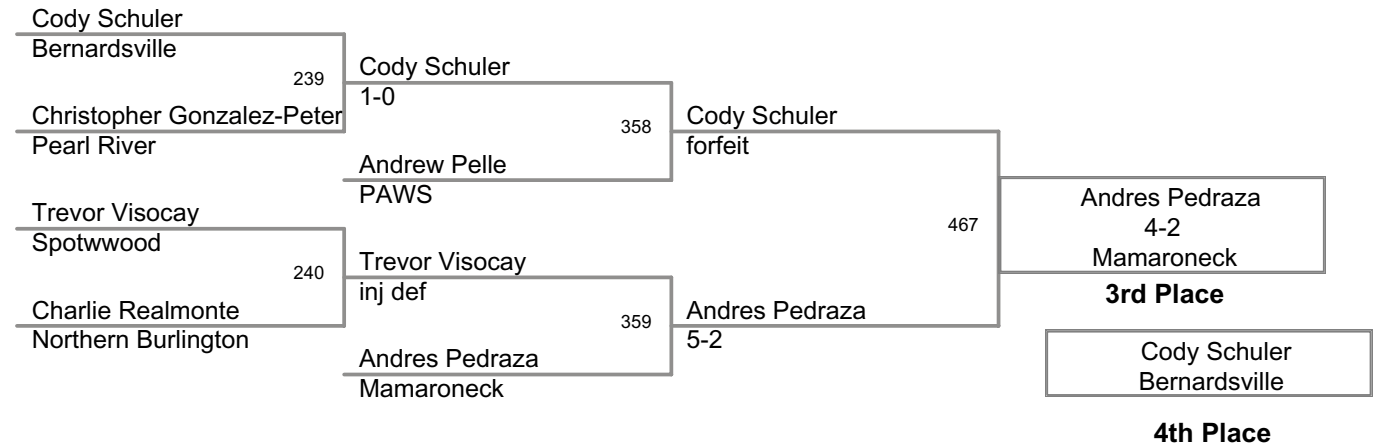 Cody Schuler
Bernardsville
239
Christopher Gonzalez-Peter
Pearl River
Trevor Visocay
Spotwwood
240
Charlie Realmonte
Northern Burlington
Cody Schuler
1-0
358
Andrew Pelle
PAWS
Trevor Visocay
inj def
359
Andres Pedraza
Mamaroneck
Cody Schuler
forfeit
467
Andres Pedraza
5-2
Andres Pedraza
4-2
Mamaroneck
3rd Place
Cody Schuler
Bernardsville
4th Place